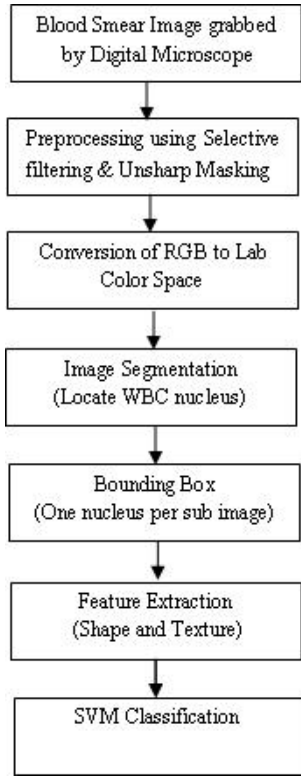 Blood Smear Image grabbed
by Digital Microscope
Preprocessing using Selective
filtering & Unsharp Masking
Conversion of RGB to Lab
Color Space
Image Segmentation
(Locate WBC nucleus)
Bounding Box
(One nucleus per sub image)
Feature Extraction
(Shape and Texture)
SVM Classification